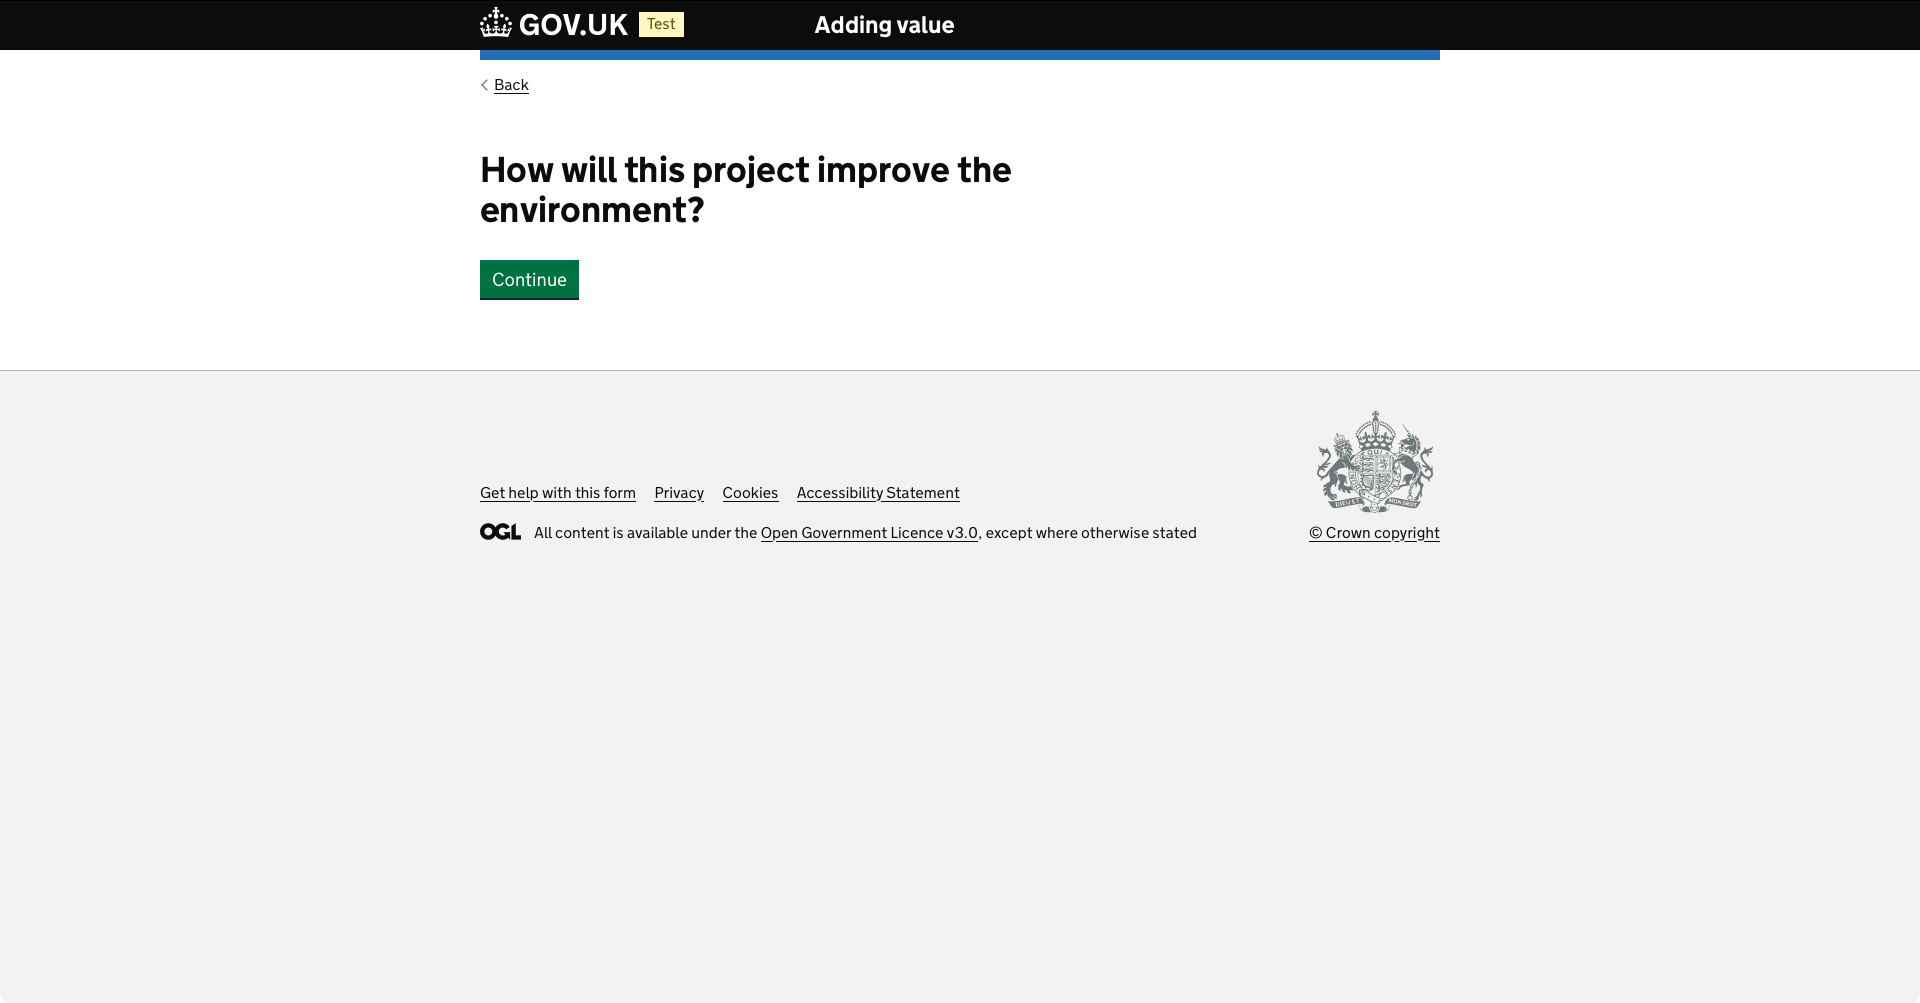 GOV.UK Test Adding value
Back
How will this project improve the
environment?
Continue
Get help with this form Privacy Cookies Accessibility Statement
OGL All content is available under the Open Government Licence v3.0, except where otherwise stated
© Crown copyright